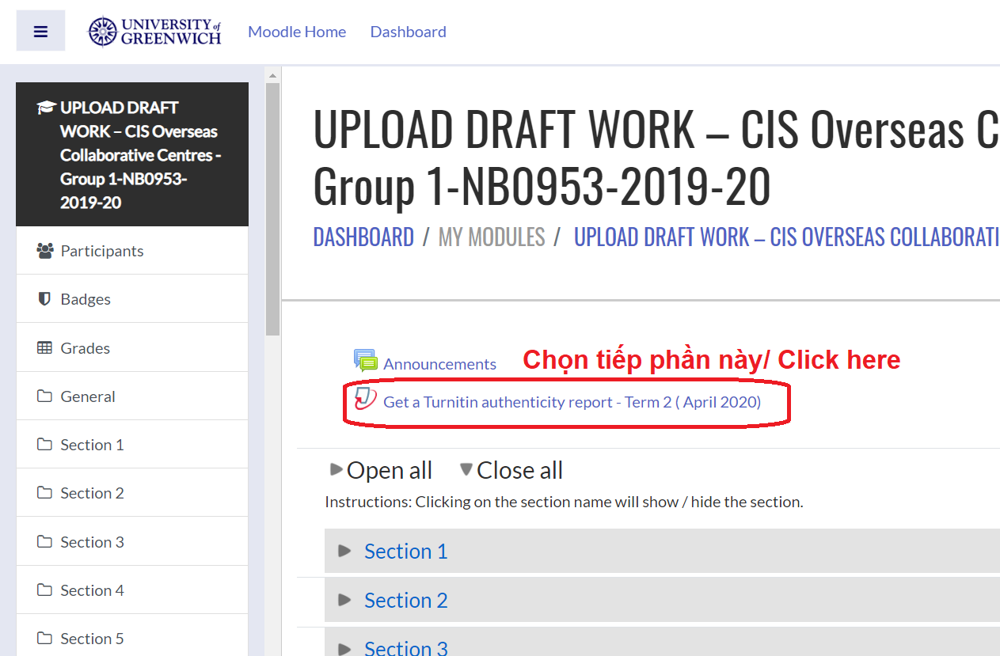 UNIVERSITY of
GREENWICH
Moodle Home
Dashboard
UPLOAD DRAFT
WORK – CIS Overseas
Collaborative Centres -
Group 1-NB0953-
2019-20
Participants
Badges
Grades
General
Section 1
Section 2
Section 3
Section 4
Section 5
UPLOAD DRAFT WORK – CIS Overseas C
Group 1-NB0953-2019-20
DASHBOARD / MY MODULES / UPLOAD DRAFT WORK – CIS OVERSEAS COLLABORATI
Announcements
Chọn tiếp phần này/ Click here
Get a Turnitin authenticity report - Term 2 ( April 2020)
Open all
Close all
Instructions: Clicking on the section name will show / hide the section.
Section 1
Section 2
Section 3